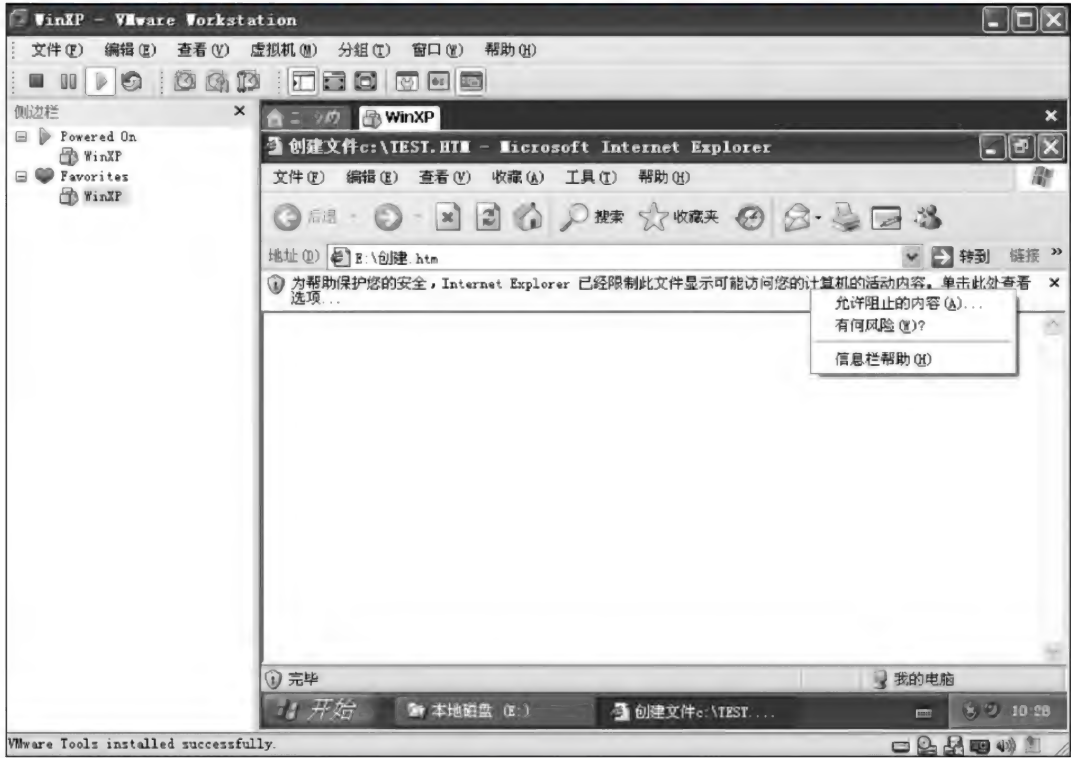 WinXP - VMware Workstation
文件(F) 编辑(E) 查看(V) 虚拟机(M) 分组(T) 窗口(W) 帮助(H)
侧边栏
Powered On
WinXP
Favorites
WinXP
WinXP
创建文件c:\TEST.HTM - Microsoft Internet Explorer
文件(F) 编辑(E) 查看(V) 收藏(A) 工具(T) 帮助(H)
后退 搜索 收藏夹
地址(D) E:\创建.htm 转到 链接 »
为帮助保护您的安全，Internet Explorer 已经限制此文件显示可能访问您的计算机的活动内容。单击此处查看
选项...
允许阻止的内容(A)...
有何风险(W)?
信息栏帮助(H)
完毕 我的电脑
开始 本地磁盘 (E:) 创建文件c:\TEST.... 10:28
VMware Tools installed successfully.